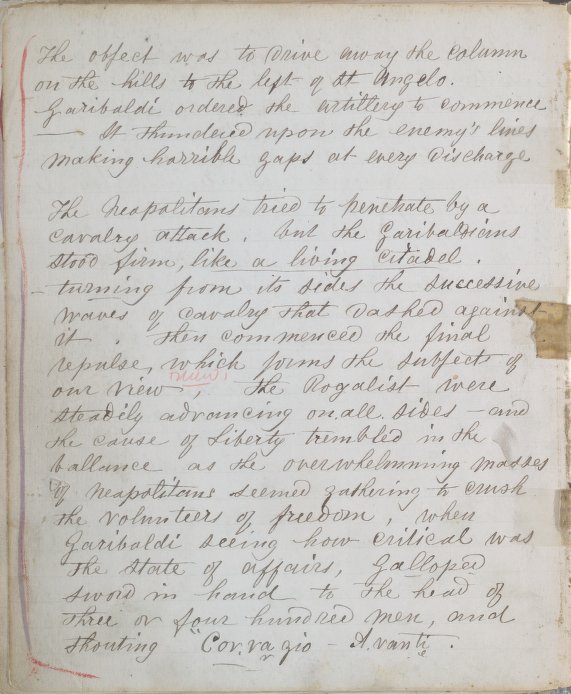 The object was to drive away the column
on the hills to the left of St Angelo.
Garibaldi ordered the artillery to commence
It thundered upon the enemy's lines
making horrible gaps at every discharge
The Neapolitans tried to penetrate by a
cavalry attack, but the Garibaldians
stood firm, like a living citadel.
turning from its sides the successive
waves of cavalry that dashed against
it. Then commenced the final
repulse, which forms the subject of
our view, The Royalist were
steadily advancing on all sides – and
the cause of Liberty trembled in the
ballance as the overwhelmning masses
of Neapolitans seemed gathering to crush
the volunteers of freedom, when
Garibaldi seeing how critical was
the state of affairs, Galloped
sword in hand to the head of
three or four hundred men, and
shouting "Cor.va zio – A.vanti.